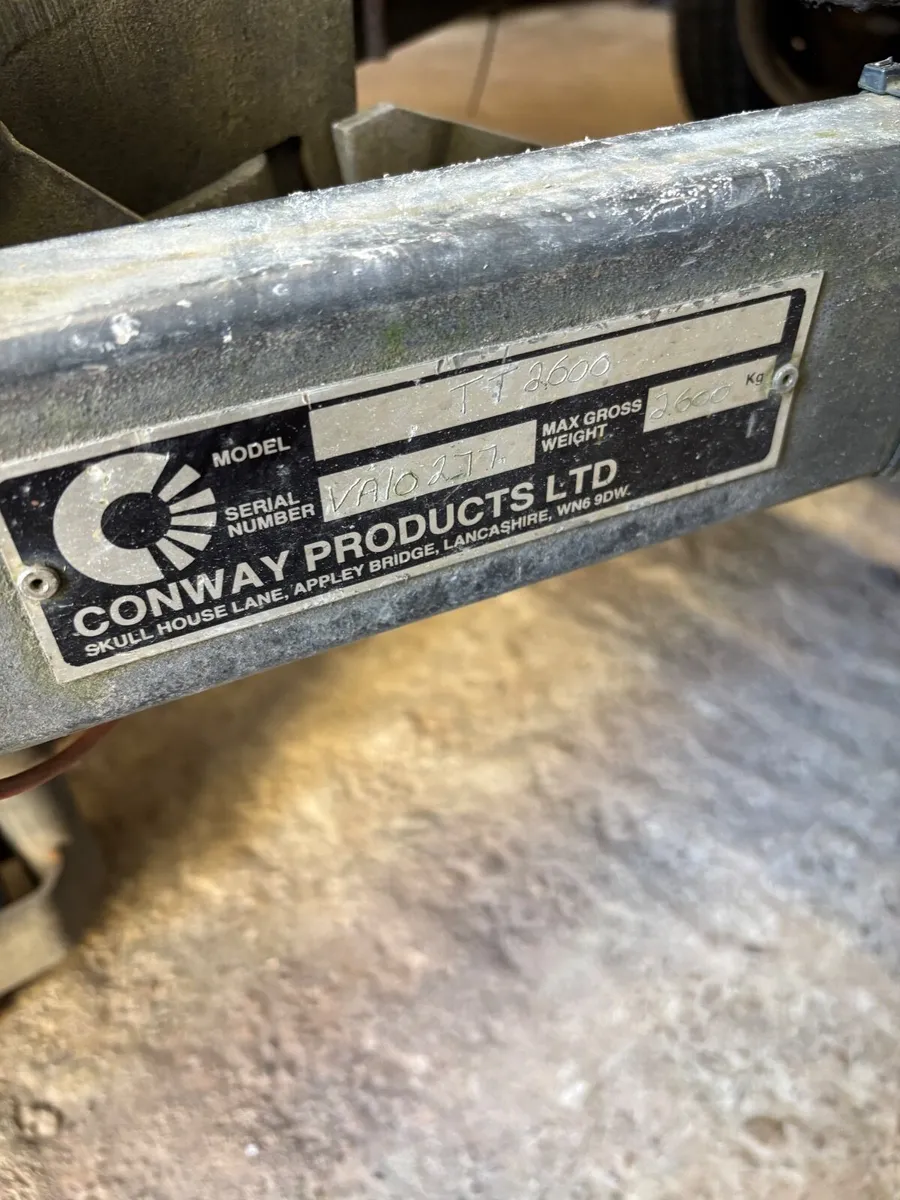 MODEL TT2600
SERIAL NUMBER VA10277
MAX GROSS WEIGHT 2600 Kg
CONWAY PRODUCTS LTD
SKULL HOUSE LANE, APPLEY BRIDGE, LANCASHIRE, WN6 9DW.